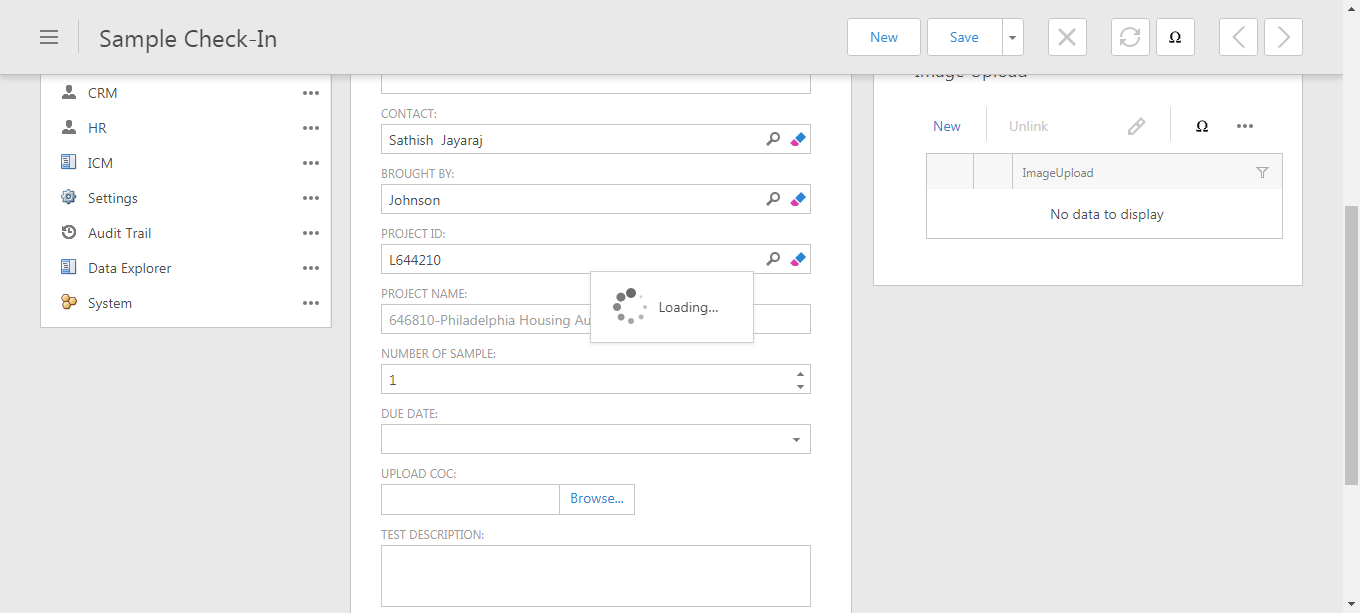 Sample Check-In
New
Save
Ω
CRM
HR
ICM
Settings
Audit Trail
Data Explorer
System
CONTACT:
Sathish Jayaraj
BROUGHT BY:
Johnson
PROJECT ID:
L644210
PROJECT NAME:
646810-Philadelphia Housing Au
Loading...
NUMBER OF SAMPLE:
1
DUE DATE:
UPLOAD COC:
Browse...
TEST DESCRIPTION:
Image Upload
New
Unlink
Ω
ImageUpload
No data to display